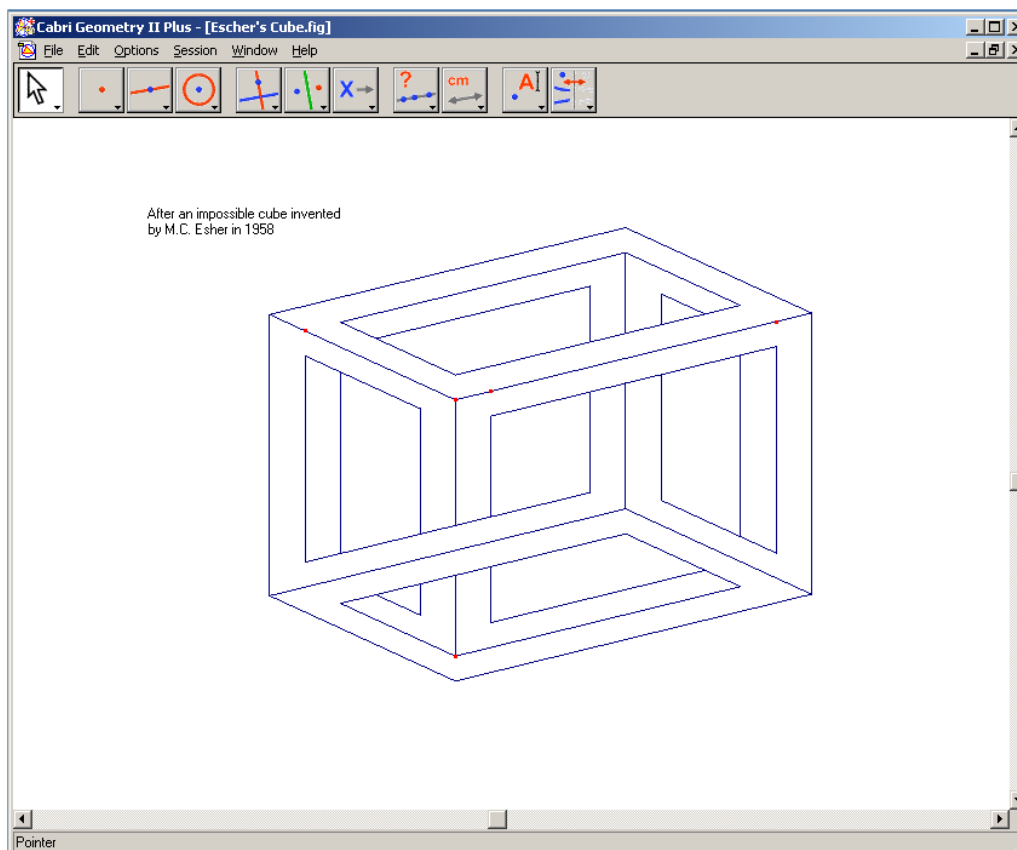 Cabri Geometry II Plus - [Escher's Cube.fig]
File Edit Options Session Window Help
X ? cm A
After an impossible cube invented
by M.C. Esher in 1958
Pointer